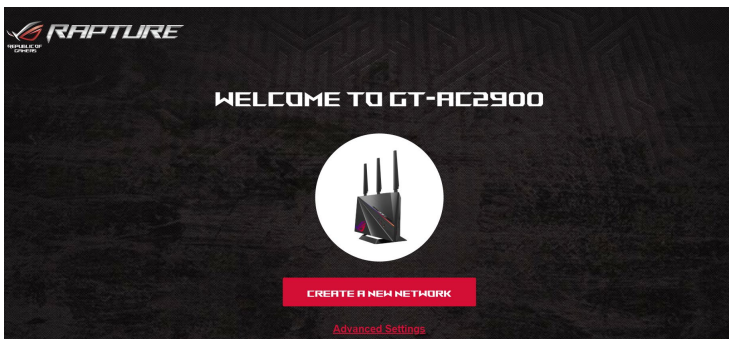 RAPTURE
REPUBLIC OF
GAMERS
WELCOME TO GT-AC2900
CREATE A NEW NETWORK
Advanced Settings